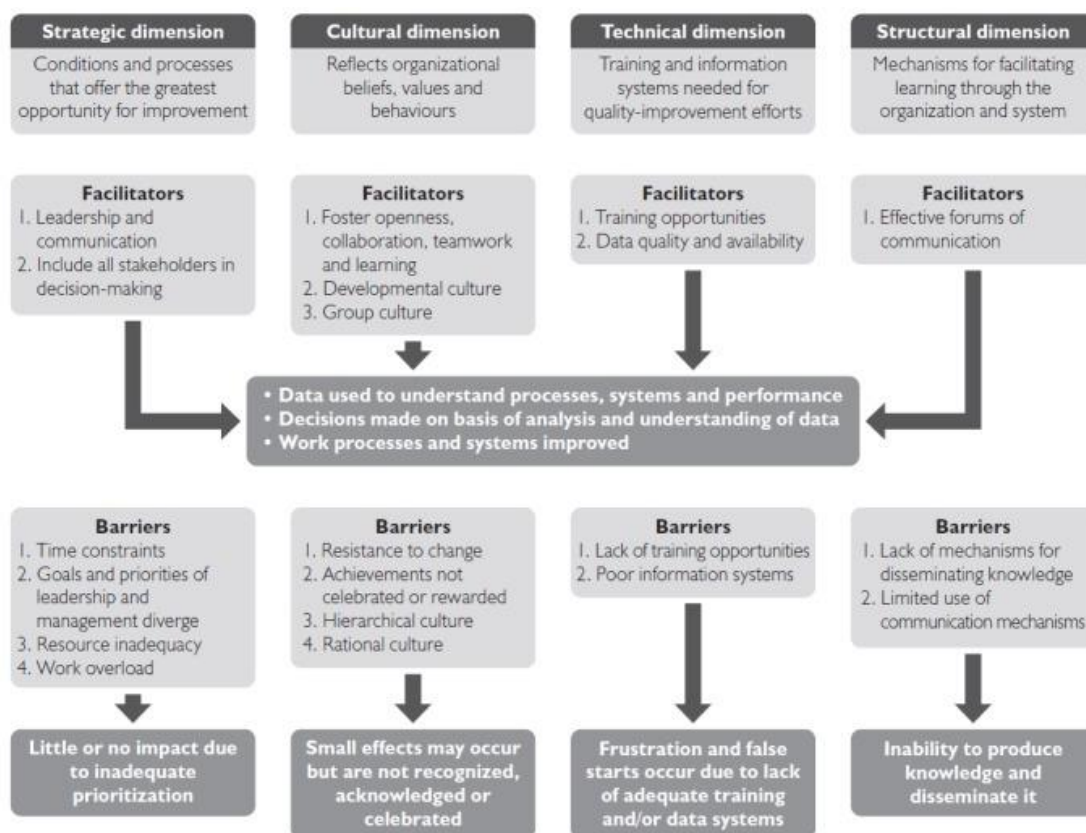 Strategic dimension
Conditions and processes
that offer the greatest
opportunity for improvement
Cultural dimension
Reflects organizational
beliefs, values and
behaviours
Technical dimension
Training and information
systems needed for
quality-improvement efforts
Structural dimension
Mechanisms for facilitating
learning through the
organization and system
Facilitators
1. Leadership and
communication
2. Include all stakeholders in
decision-making
Facilitators
1. Foster openness,
collaboration, teamwork
and learning
2. Developmental culture
3. Group culture
Facilitators
1. Training opportunities
2. Data quality and availability
Facilitators
1. Effective forums of
communication
• Data used to understand processes, systems and performance
• Decisions made on basis of analysis and understanding of data
• Work processes and systems improved
Barriers
1. Time constraints
2. Goals and priorities of
leadership and
management diverge
3. Resource inadequacy
4. Work overload
Barriers
1. Resistance to change
2. Achievements not
celebrated or rewarded
3. Hierarchical culture
4. Rational culture
Barriers
1. Lack of training opportunities
2. Poor information systems
Barriers
1. Lack of mechanisms for
disseminating knowledge
2. Limited use of
communication mechanisms
Little or no impact due
to inadequate
prioritization
Small effects may occur
but are not recognized,
acknowledged or
celebrated
Frustration and false
starts occur due to lack
of adequate training
and/or data systems
Inability to produce
knowledge and
disseminate it